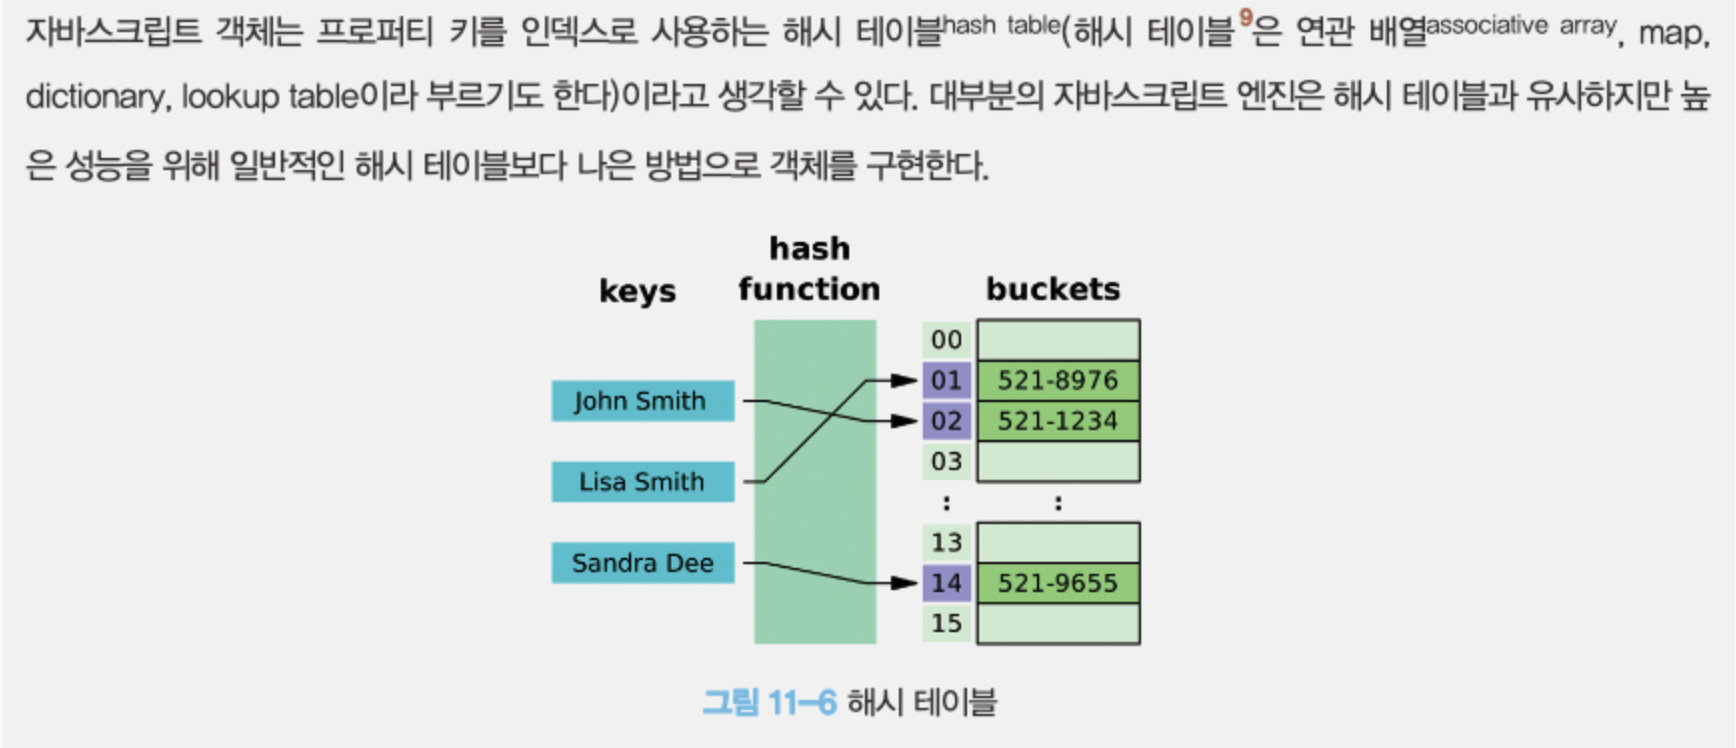 자바스크립트 객체는 프로퍼티 키를 인덱스로 사용하는 해시 테이블hash table(해시 테이블9은 연관 배열associative array, map,
dictionary, lookup table이라 부르기도 한다)이라고 생각할 수 있다. 대부분의 자바스크립트 엔진은 해시 테이블과 유사하지만 높
은 성능을 위해 일반적인 해시 테이블보다 나은 방법으로 객체를 구현한다.
hash
keys function buckets
00
01 521-8976
John Smith
02 521-1234
03
Lisa Smith
: :
13
Sandra Dee
14 521-9655
15
그림 11-6 해시 테이블